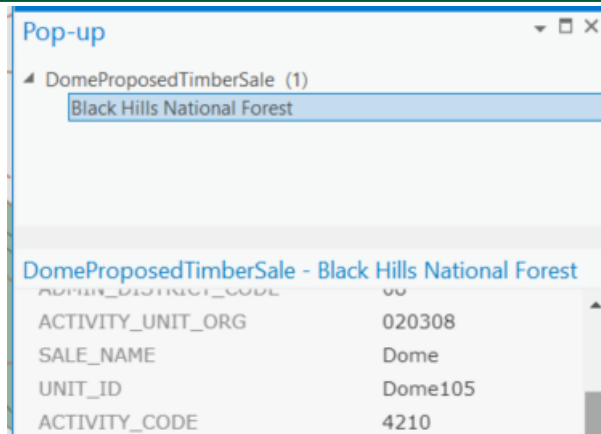 Pop-up
DomeProposedTimberSale (1)
Black Hills National Forest
DomeProposedTimberSale - Black Hills National Forest
ADMIN_DISTRICT_CODE
ACTIVITY_UNIT_ORG 020308
SALE_NAME Dome
UNIT_ID Dome105
ACTIVITY_CODE 4210